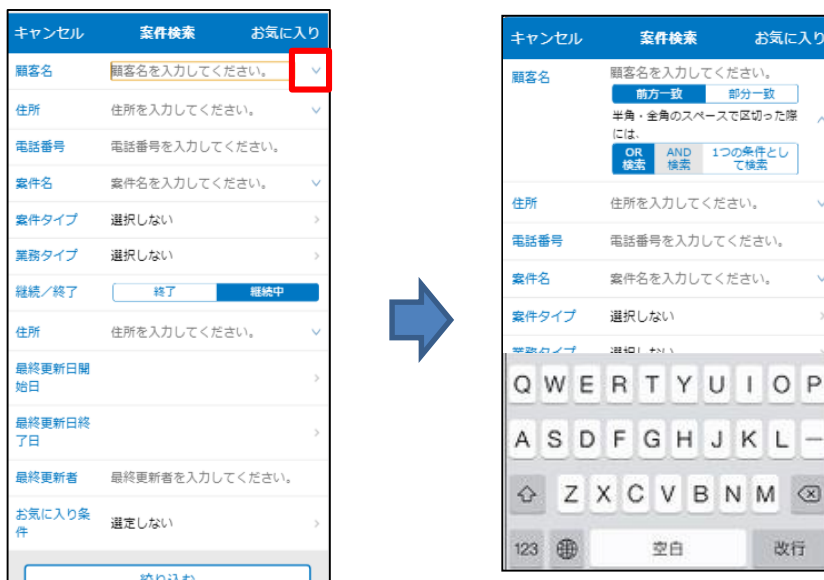 キャンセル 案件検索 お気に入り
顧客名 顧客名を入力してください。
住所 住所を入力してください。
電話番号 電話番号を入力してください。
案件名 案件名を入力してください。
案件タイプ 選択しない
業務タイプ 選択しない
継続／終了 終了 継続中
住所 住所を入力してください。
最終更新日開
始日
最終更新日終
了日
最終更新者 最終更新者を入力してください。
お気に入り条
件 選定しない
絞り込む
キャンセル 案件検索 お気に入り
顧客名 顧客名を入力してください。
前方一致 部分一致
半角・全角のスペースで区切った際
には、
OR
検索
AND
検索
1つの条件とし
て検索
住所 住所を入力してください。
電話番号 電話番号を入力してください。
案件名 案件名を入力してください。
案件タイプ 選択しない
業務タイプ 選択しない
Q W E R T Y U I O P
A S D F G H J K L ー
Z X C V B N M
123 空白 改行